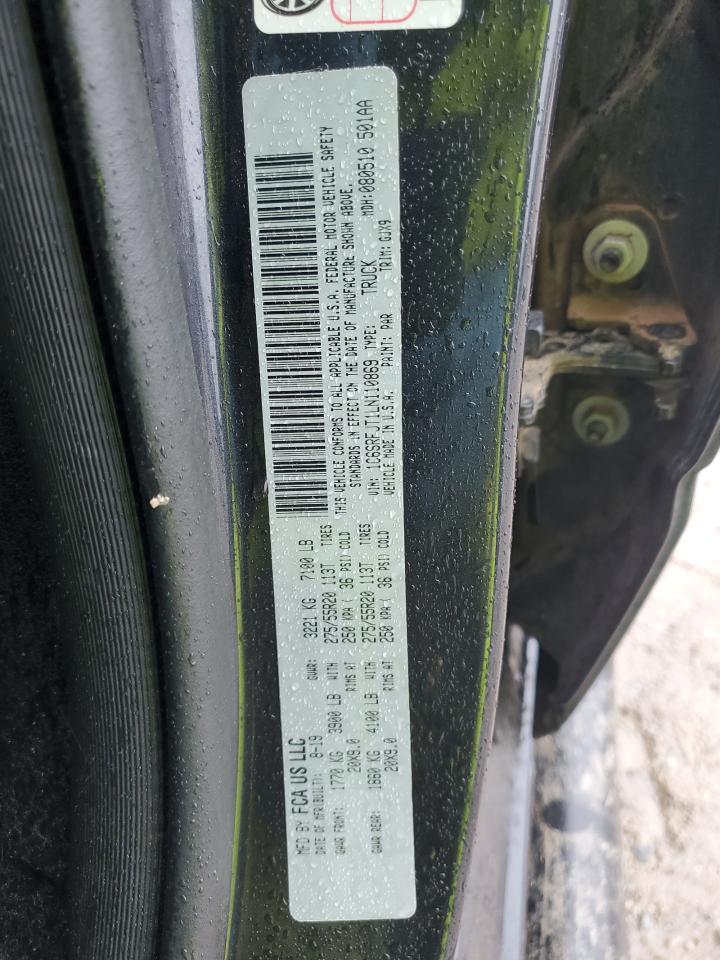 MFD BY FCA US LLC
DATE OF MFR(BUILT): 8-19 GVWR: 3221 KG 7100 LB
GAWR FRONT: 1770 KG 3900 LB WITH 275/55R20 113T TIRES
20X9.0 RIMS AT 250 KPA ( 36 PSI) COLD
GAWR REAR: 1860 KG 4100 LB WITH 275/55R20 113T TIRES
20X9.0 RIMS AT 250 KPA ( 36 PSI) COLD
THIS VEHICLE CONFORMS TO ALL APPLICABLE U.S.A. FEDERAL MOTOR VEHICLE SAFETY
STANDARDS IN EFFECT ON THE DATE OF MANUFACTURE SHOWN ABOVE.
VIN: 1C6SRFJT1LN110869 TYPE: TRUCK MDH:080510 501AA
VEHICLE MADE IN U.S.A. PAINT: PAR TRIM: GJX9